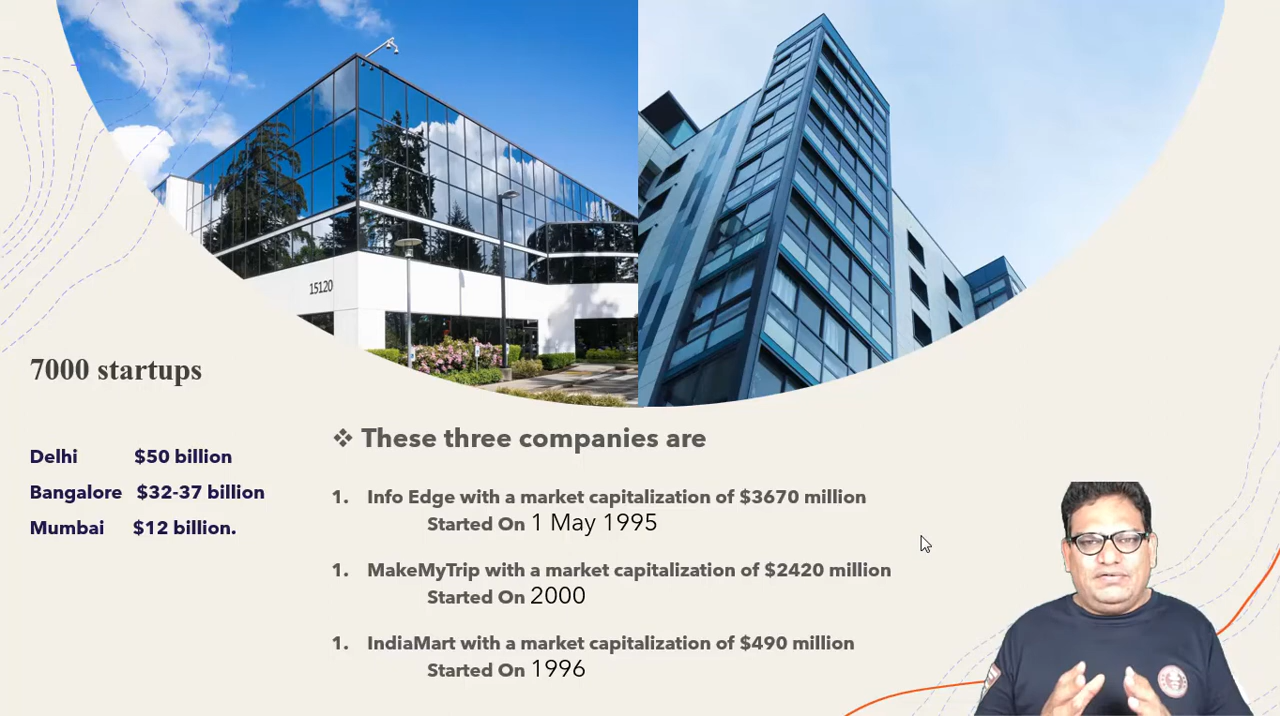 15120
7000 startups
Delhi $50 billion
Bangalore $32-37 billion
Mumbai $12 billion.
❖ These three companies are
1. Info Edge with a market capitalization of $3670 million
Started On 1 May 1995
1. MakeMyTrip with a market capitalization of $2420 million
Started On 2000
1. IndiaMart with a market capitalization of $490 million
Started On 1996